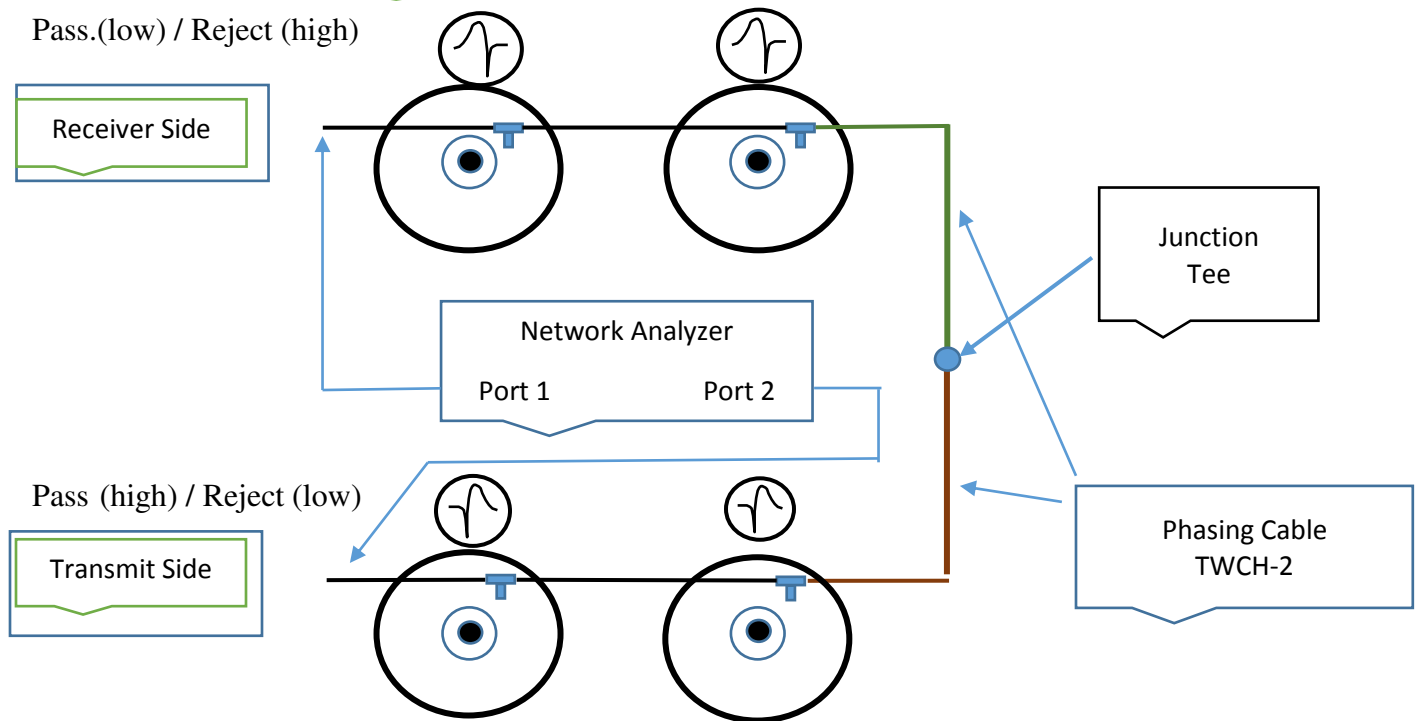 Pass.(low) / Reject (high)
Receiver Side
Junction
Tee
Network Analyzer
Port 1 Port 2
Pass (high) / Reject (low)
Transmit Side
Phasing Cable
TWCH-2